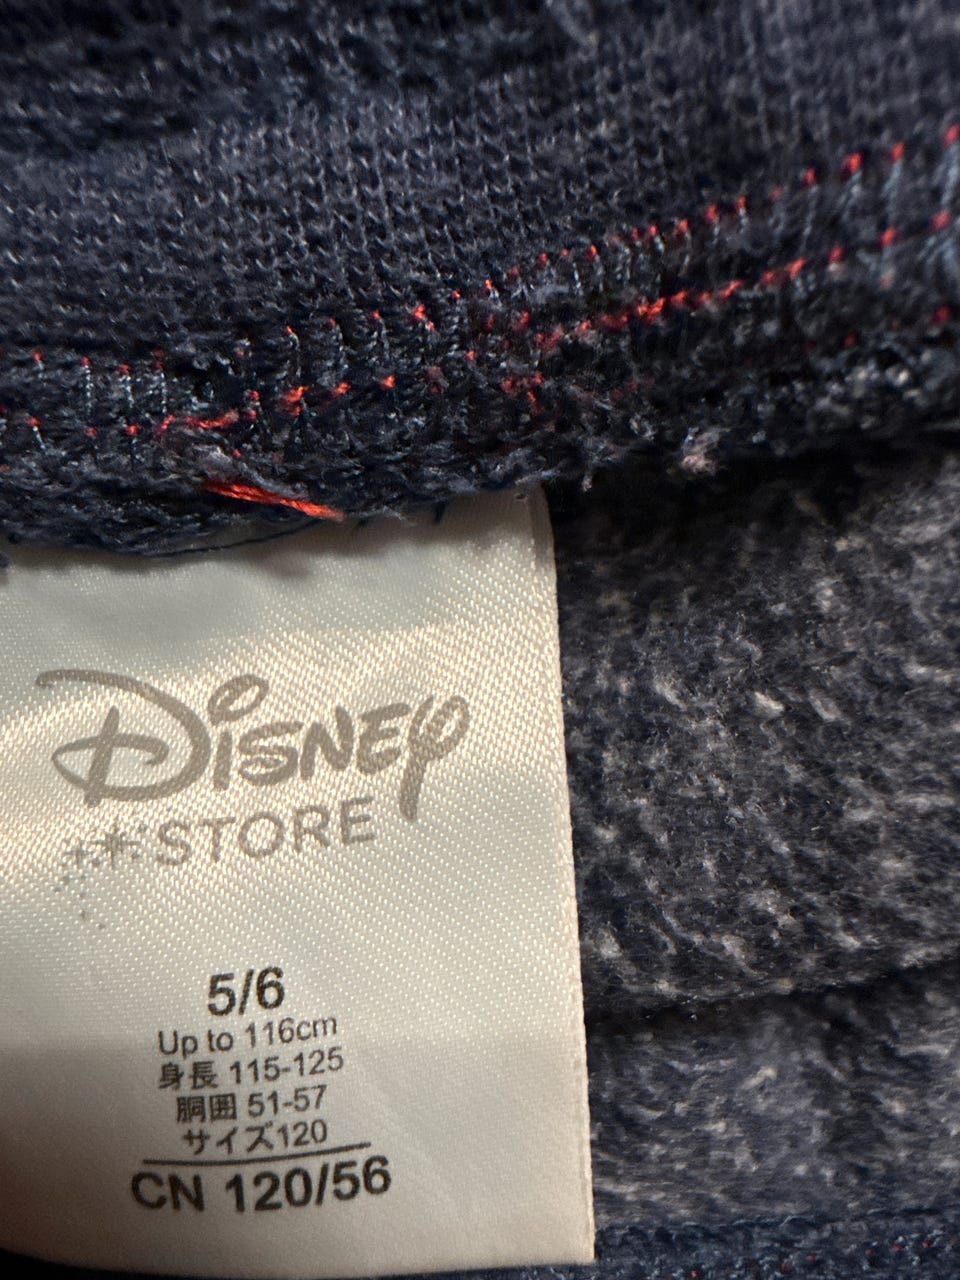 Disney
STORE
5/6
Up to 116cm
身長 115-125
胴囲 51-57
サイズ120
CN 120/56